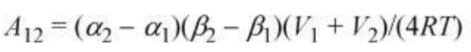 A₁₂ = (α₂ − α₁)(β₂ − β₁)(V₁ + V₂)/(4RT)